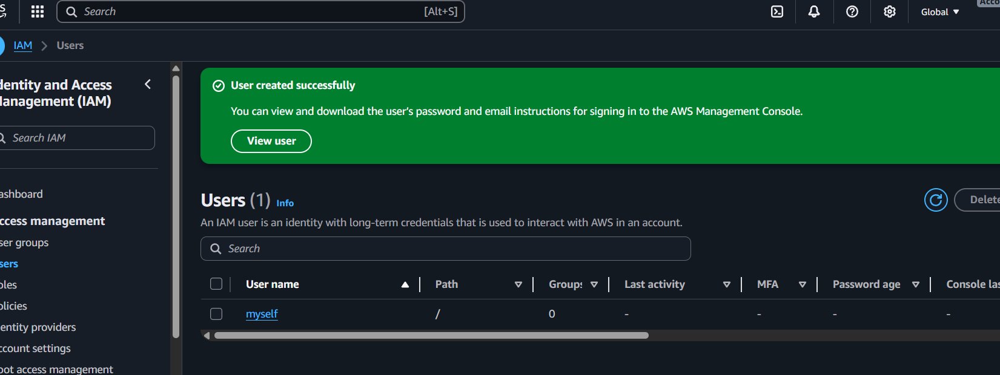 Search [Alt+S] Global
IAM > Users
dentity and Access
Management (IAM)
Search IAM
ashboard
ccess management
ser groups
sers
oles
olicies
entity providers
ccount settings
oot access management
User created successfully
You can view and download the user's password and email instructions for signing in to the AWS Management Console.
View user
Users (1) Info
Delete
An IAM user is an identity with long-term credentials that is used to interact with AWS in an account.
Search
User name Path Groups Last activity MFA Password age Console las
myself / 0 - - - -